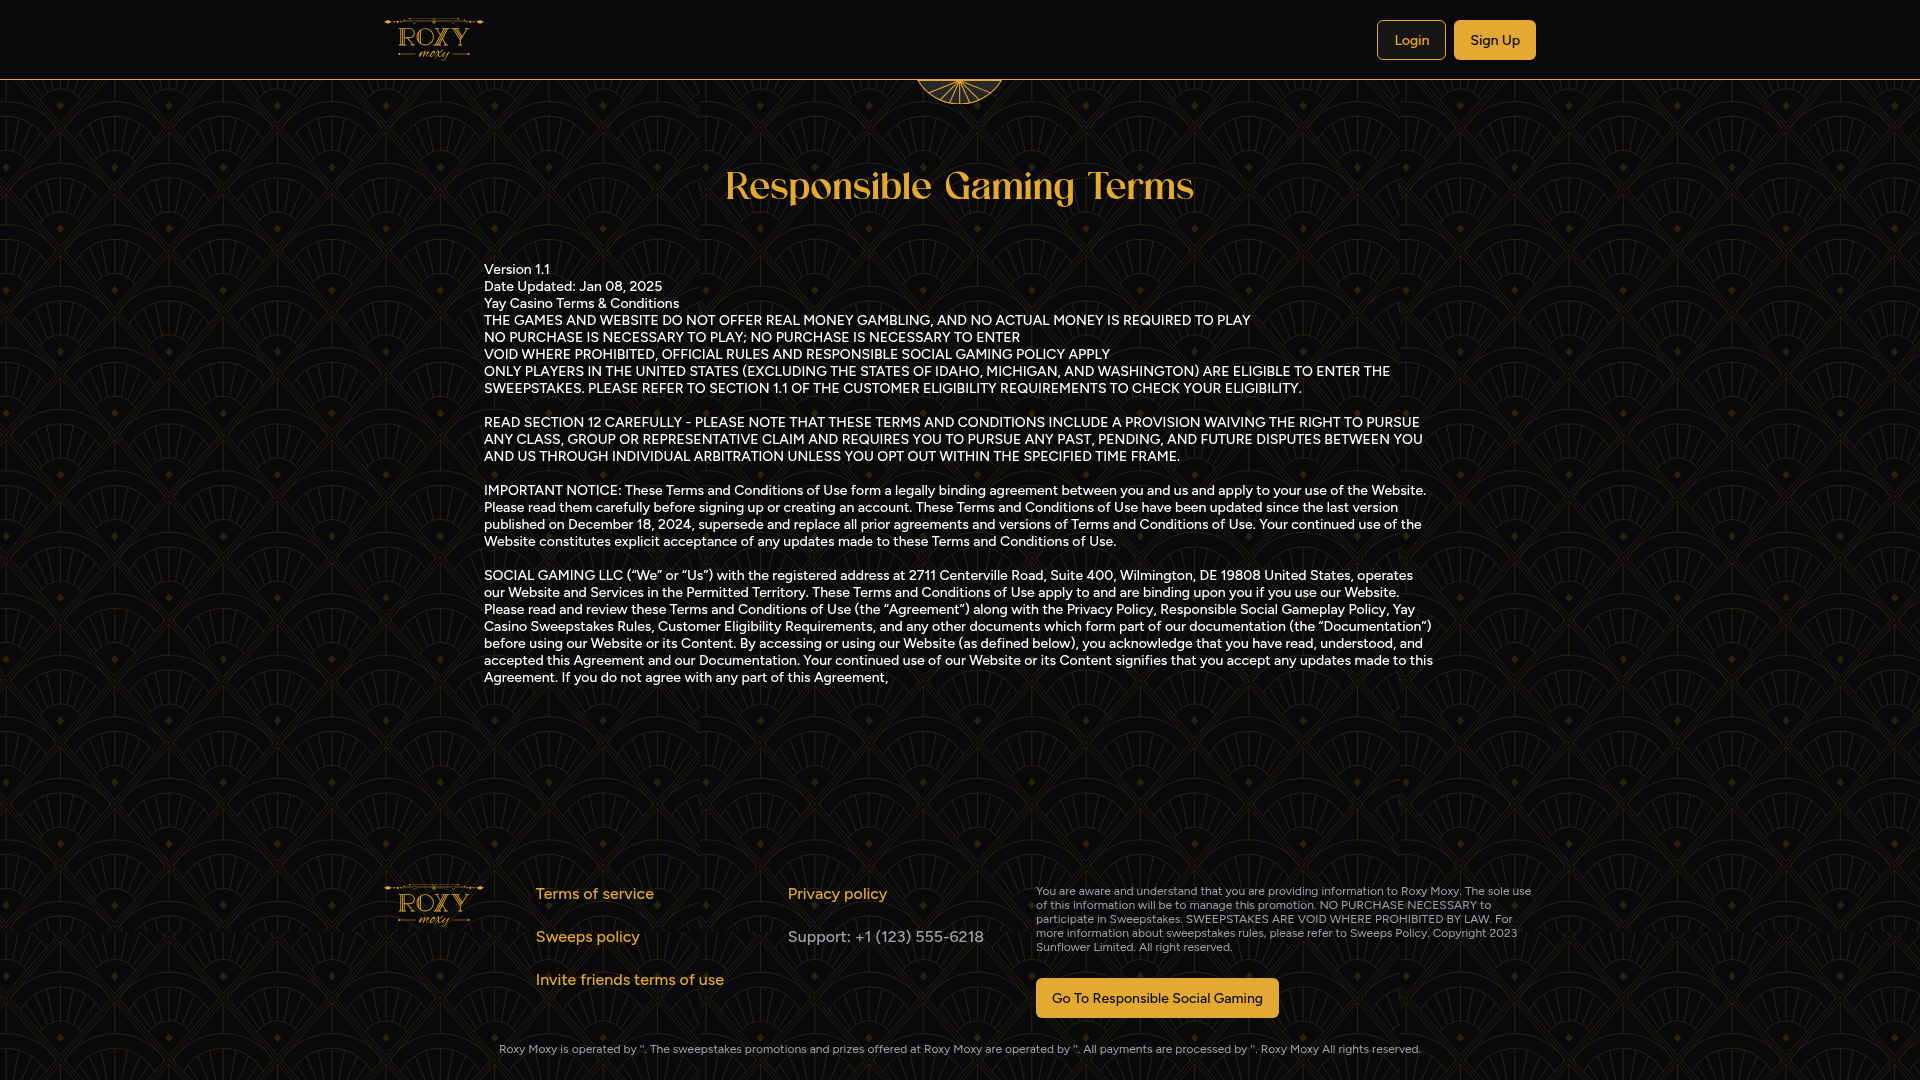 ROXY
moxy
Login
Sign Up
Responsible Gaming Terms
Version 1.1
Date Updated: Jan 08, 2025
Yay Casino Terms & Conditions
THE GAMES AND WEBSITE DO NOT OFFER REAL MONEY GAMBLING, AND NO ACTUAL MONEY IS REQUIRED TO PLAY
NO PURCHASE IS NECESSARY TO PLAY; NO PURCHASE IS NECESSARY TO ENTER
VOID WHERE PROHIBITED, OFFICIAL RULES AND RESPONSIBLE SOCIAL GAMING POLICY APPLY
ONLY PLAYERS IN THE UNITED STATES (EXCLUDING THE STATES OF IDAHO, MICHIGAN, AND WASHINGTON) ARE ELIGIBLE TO ENTER THE
SWEEPSTAKES. PLEASE REFER TO SECTION 1.1 OF THE CUSTOMER ELIGIBILITY REQUIREMENTS TO CHECK YOUR ELIGIBILITY.
READ SECTION 12 CAREFULLY - PLEASE NOTE THAT THESE TERMS AND CONDITIONS INCLUDE A PROVISION WAIVING THE RIGHT TO PURSUE
ANY CLASS, GROUP OR REPRESENTATIVE CLAIM AND REQUIRES YOU TO PURSUE ANY PAST, PENDING, AND FUTURE DISPUTES BETWEEN YOU
AND US THROUGH INDIVIDUAL ARBITRATION UNLESS YOU OPT OUT WITHIN THE SPECIFIED TIME FRAME.
IMPORTANT NOTICE: These Terms and Conditions of Use form a legally binding agreement between you and us and apply to your use of the Website.
Please read them carefully before signing up or creating an account. These Terms and Conditions of Use have been updated since the last version
published on December 18, 2024, supersede and replace all prior agreements and versions of Terms and Conditions of Use. Your continued use of the
Website constitutes explicit acceptance of any updates made to these Terms and Conditions of Use.
SOCIAL GAMING LLC (“We” or “Us”) with the registered address at 2711 Centerville Road, Suite 400, Wilmington, DE 19808 United States, operates
our Website and Services in the Permitted Territory. These Terms and Conditions of Use apply to and are binding upon you if you use our Website.
Please read and review these Terms and Conditions of Use (the “Agreement”) along with the Privacy Policy, Responsible Social Gameplay Policy, Yay
Casino Sweepstakes Rules, Customer Eligibility Requirements, and any other documents which form part of our documentation (the “Documentation”)
before using our Website or its Content. By accessing or using our Website (as defined below), you acknowledge that you have read, understood, and
accepted this Agreement and our Documentation. Your continued use of our Website or its Content signifies that you accept any updates made to this
Agreement. If you do not agree with any part of this Agreement,
ROXY
moxy
Terms of service
Sweeps policy
Invite friends terms of use
Privacy policy
Support: +1 (123) 555-6218
You are aware and understand that you are providing information to Roxy Moxy. The sole use
of this information will be to manage this promotion. NO PURCHASE NECESSARY to
participate in Sweepstakes. SWEEPSTAKES ARE VOID WHERE PROHIBITED BY LAW. For
more information about sweepstakes rules, please refer to Sweeps Policy. Copyright 2023
Sunflower Limited. All right reserved.
Go To Responsible Social Gaming
Roxy Moxy is operated by ''. The sweepstakes promotions and prizes offered at Roxy Moxy are operated by ''. All payments are processed by ''. Roxy Moxy All rights reserved.